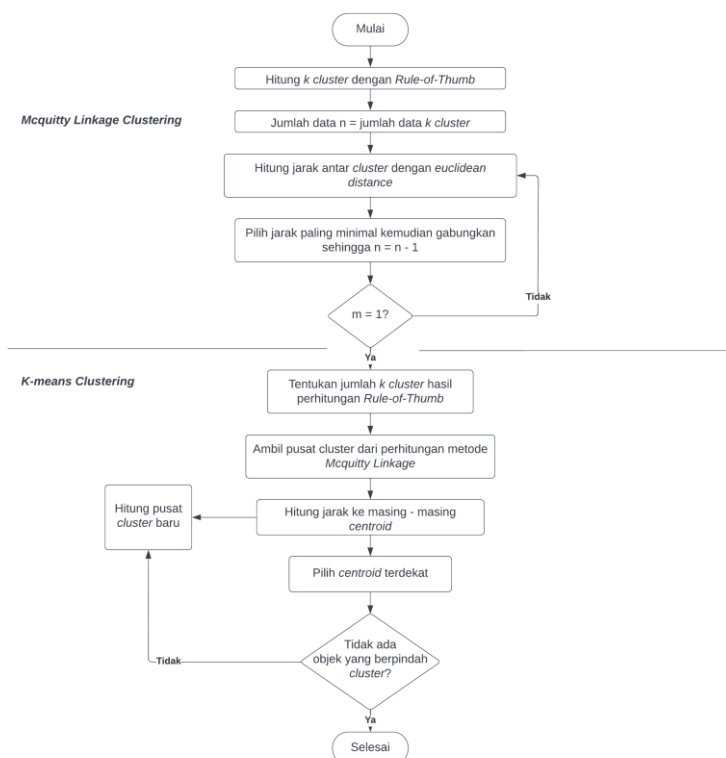 Mulai
Hitung k cluster dengan Rule-of-Thumb
Mcquitty Linkage Clustering
Jumlah data n = jumlah data k cluster
Hitung jarak antar cluster dengan euclidean
distance
Pilih jarak paling minimal kemudian gabungkan
sehingga n = n - 1
Tidak
m = 1?
Ya
K-means Clustering
Tentukan jumlah k cluster hasil
perhitungan Rule-of-Thumb
Ambil pusat cluster dari perhitungan metode
Mcquitty Linkage
Hitung pusat
cluster baru
Hitung jarak ke masing - masing
centroid
Pilih centroid terdekat
Tidak ada
objek yang berpindah
cluster?
Tidak
Ya
Selesai